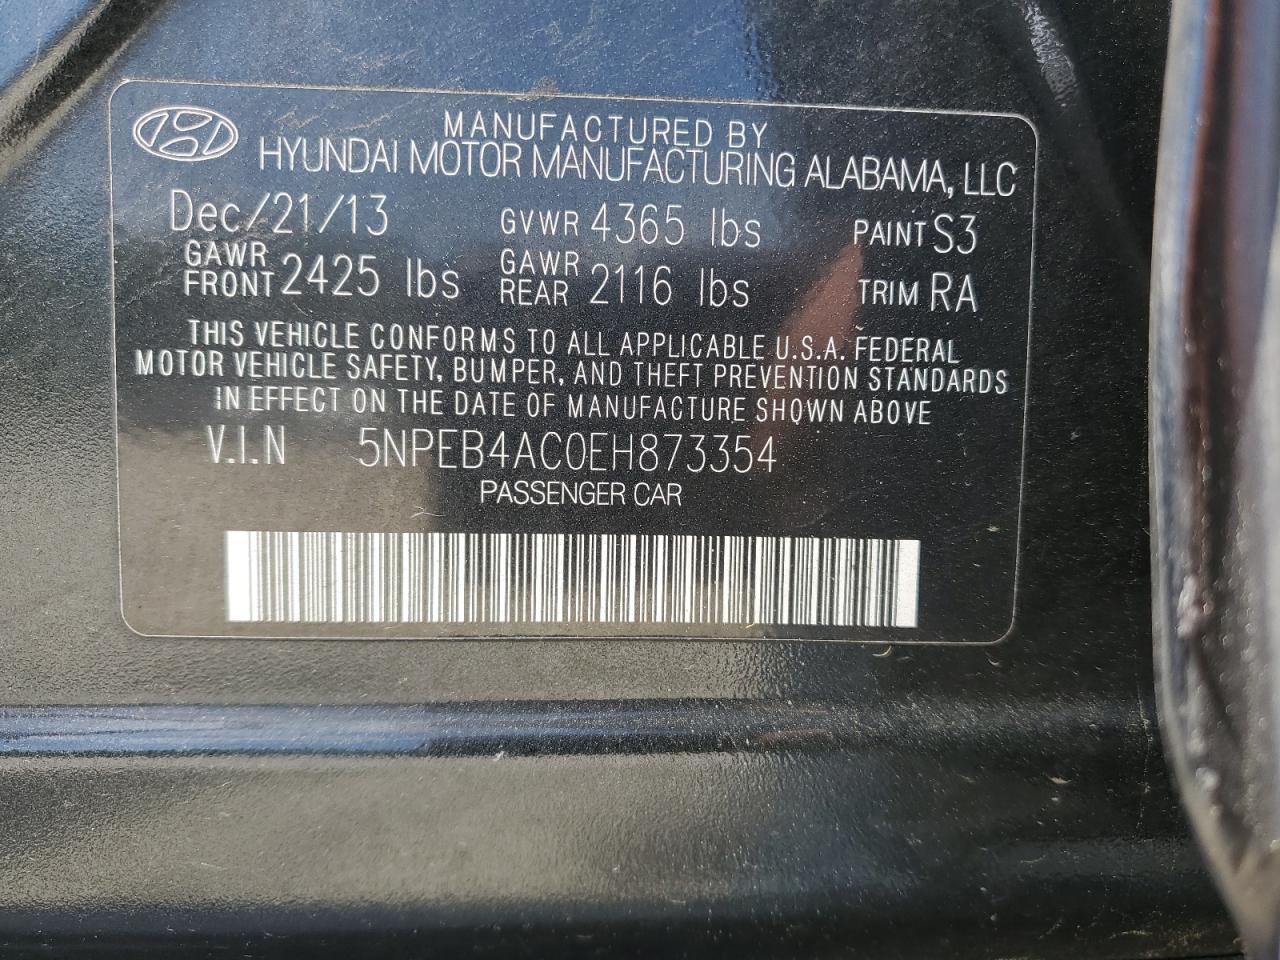 MANUFACTURED BY
HYUNDAI MOTOR MANUFACTURING ALABAMA, LLC
Dec/21/13 GVWR 4365 lbs PAINT S3
GAWR FRONT 2425 lbs GAWR REAR 2116 lbs TRIM RA
THIS VEHICLE CONFORMS TO ALL APPLICABLE U.S.A. FEDERAL
MOTOR VEHICLE SAFETY, BUMPER, AND THEFT PREVENTION STANDARDS
IN EFFECT ON THE DATE OF MANUFACTURE SHOWN ABOVE
V.I.N 5NPEB4AC0EH873354
PASSENGER CAR